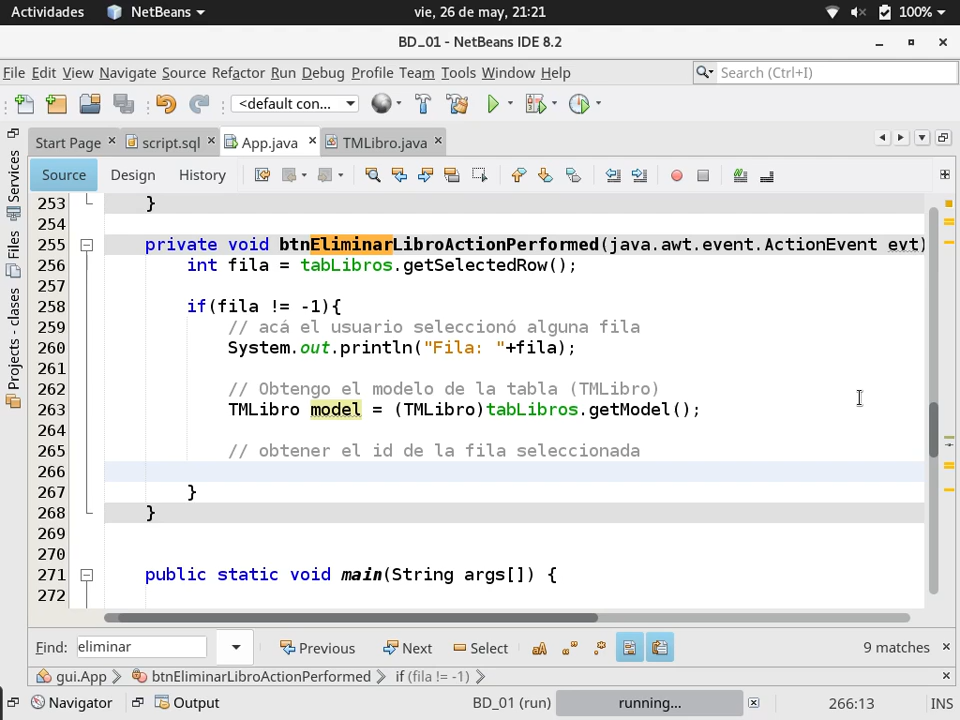 Actividades NetBeans vie, 26 de may, 21:21 100%
BD_01 - NetBeans IDE 8.2
File Edit View Navigate Source Refactor Run Debug Profile Team Tools Window Help Search (Ctrl+I)
<default con...
Start Page script.sql App.java TMLibro.java
Source Design History
Services
Files
Projects - clases
253 }
254
255 private void btnEliminarLibroActionPerformed(java.awt.event.ActionEvent evt)
256 int fila = tabLibros.getSelectedRow();
257
258 if(fila != -1){
259 // acá el usuario seleccionó alguna fila
260 System.out.println("Fila: "+fila);
261
262 // Obtengo el modelo de la tabla (TMLibro)
263 TMLibro model = (TMLibro)tabLibros.getModel();
264
265 // obtener el id de la fila seleccionada
266
267 }
268 }
269
270
271 public static void main(String args[]) {
272
Find: eliminar Previous Next Select aA 9 matches
gui.App btnEliminarLibroActionPerformed if (fila != -1)
Navigator Output BD_01 (run) running... 266:13 INS